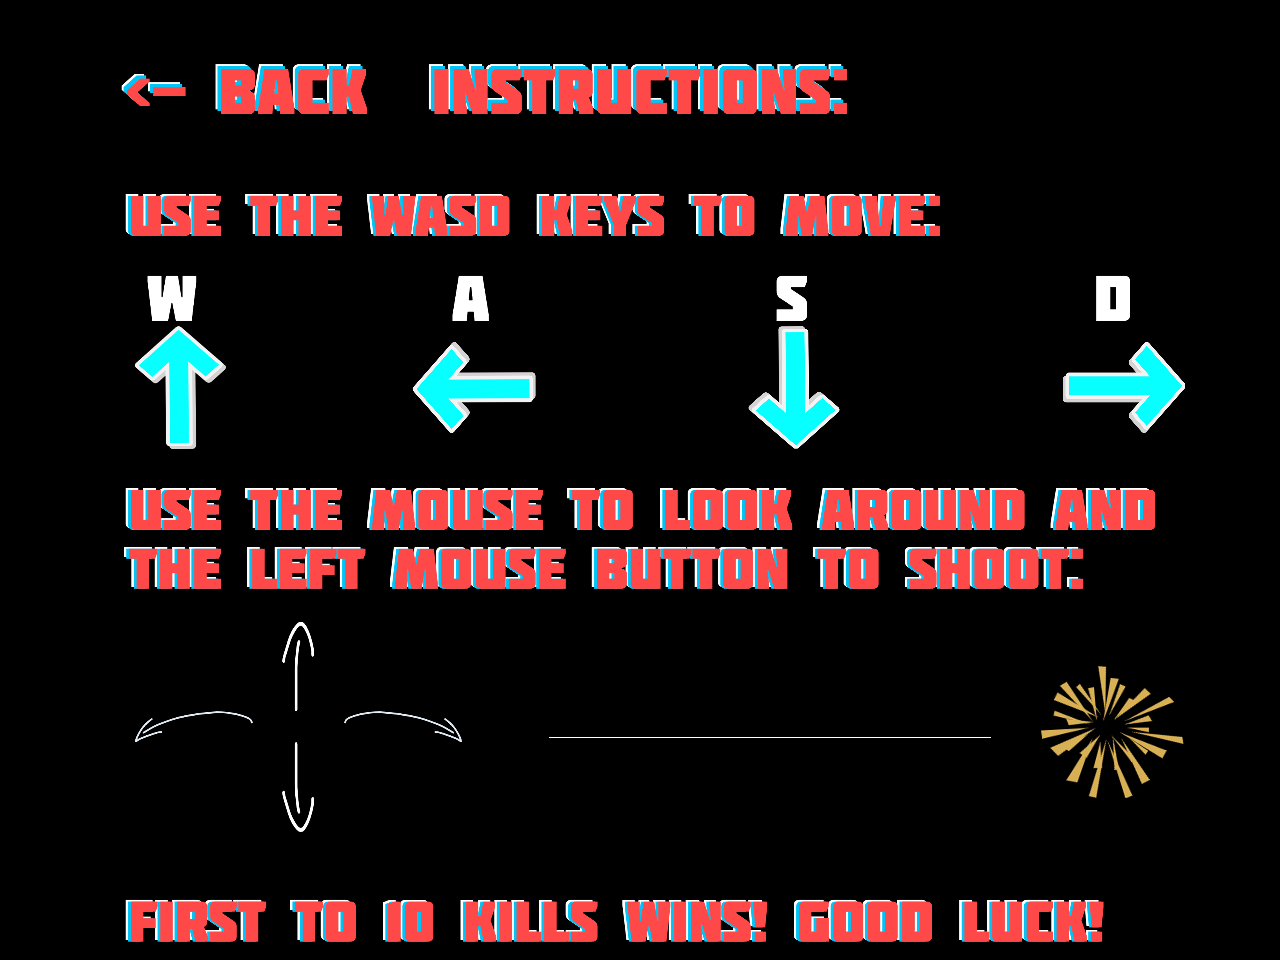 <- BACK INSTRUCTIONS:
USE THE WASD KEYS TO MOVE:
W A S D
USE THE MOUSE TO LOOK AROUND AND
THE LEFT MOUSE BUTTON TO SHOOT:
FIRST TO 10 KILLS WINS! GOOD LUCK!